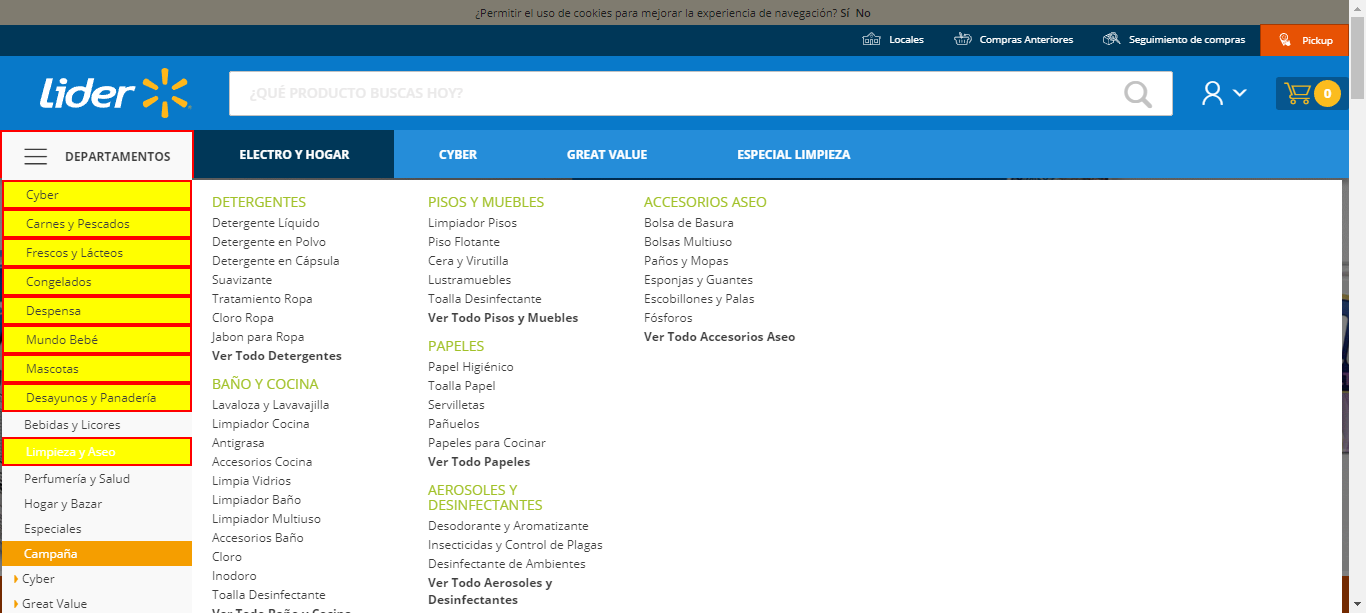 ¿Permitir el uso de cookies para mejorar la experiencia de navegación? Sí No
Locales
Compras Anteriores
Seguimiento de compras
Pickup
Lider
¿QUÉ PRODUCTO BUSCAS HOY?
0
DEPARTAMENTOS
ELECTRO Y HOGAR
CYBER
GREAT VALUE
ESPECIAL LIMPIEZA
Cyber
Carnes y Pescados
Frescos y Lácteos
Congelados
Despensa
Mundo Bebé
Mascotas
Desayunos y Panadería
Bebidas y Licores
Limpieza y Aseo
Perfumería y Salud
Hogar y Bazar
Especiales
Campaña
Cyber
Great Value
DETERGENTES
Detergente Líquido
Detergente en Polvo
Detergente en Cápsula
Suavizante
Tratamiento Ropa
Cloro Ropa
Jabon para Ropa
Ver Todo Detergentes
BAÑO Y COCINA
Lavaloza y Lavavajilla
Limpiador Cocina
Antigrasa
Accesorios Cocina
Limpia Vidrios
Limpiador Baño
Limpiador Multiuso
Accesorios Baño
Cloro
Inodoro
Toalla Desinfectante
Ver Todo Baño y Cocina
PISOS Y MUEBLES
Limpiador Pisos
Piso Flotante
Cera y Virutilla
Lustramuebles
Toalla Desinfectante
Ver Todo Pisos y Muebles
PAPELES
Papel Higiénico
Toalla Papel
Servilletas
Pañuelos
Papeles para Cocinar
Ver Todo Papeles
AEROSOLES Y
DESINFECTANTES
Desodorante y Aromatizante
Insecticidas y Control de Plagas
Desinfectante de Ambientes
Ver Todo Aerosoles y
Desinfectantes
ACCESORIOS ASEO
Bolsa de Basura
Bolsas Multiuso
Paños y Mopas
Esponjas y Guantes
Escobillones y Palas
Fósforos
Ver Todo Accesorios Aseo